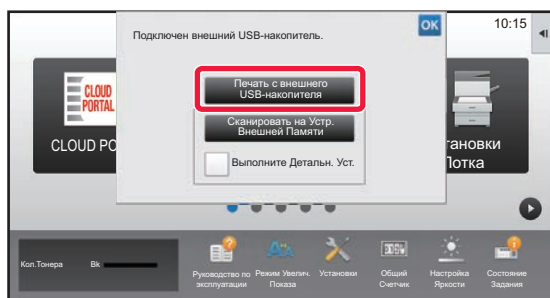 10:15
Подключен внешний USB-накопитель.
OK
Печать с внешнего
USB-накопителя
Сканировать на Устр.
Внешней Памяти
Выполните Детальн. Уст.
CLOUD
PORTAL
CLOUD PO
тановки
Лотка
Кол.Тонера
Bk
Руководство по
эксплуатации
Режим Увелич.
Показа
Установки
Общий
Счетчик
Настройка
Яркости
Состояние
Задания